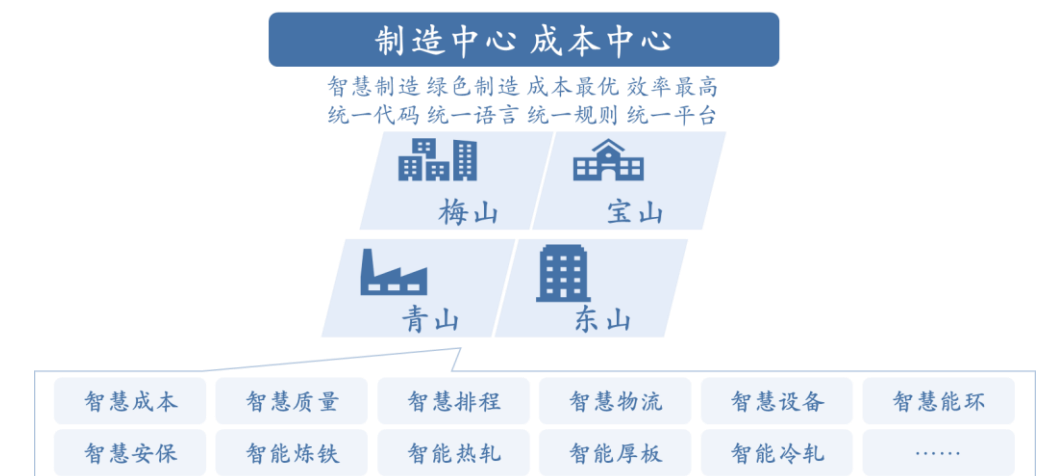 制造中心 成本中心
智慧制造 绿色制造 成本最优 效率最高
统一代码 统一语言 统一规则 统一平台
梅山 宝山
青山 东山
智慧成本 智慧质量 智慧排程 智慧物流 智慧设备 智慧能环
智慧安保 智能炼铁 智能热轧 智能厚板 智能冷轧 ……